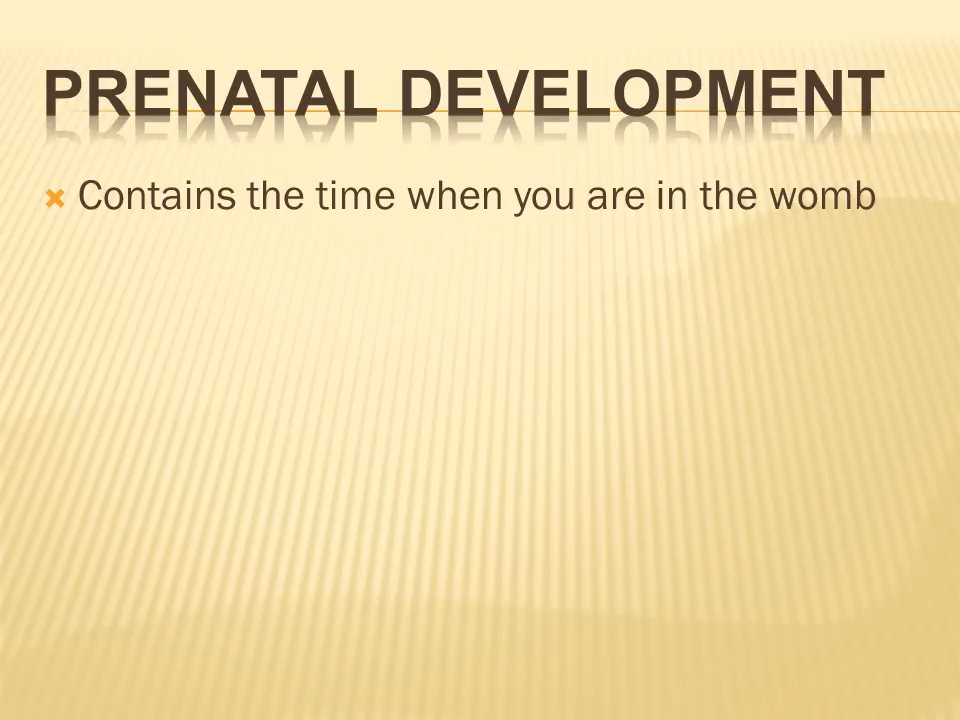 PRENATAL DEVELOPMENT
Contains the time when you are in the womb